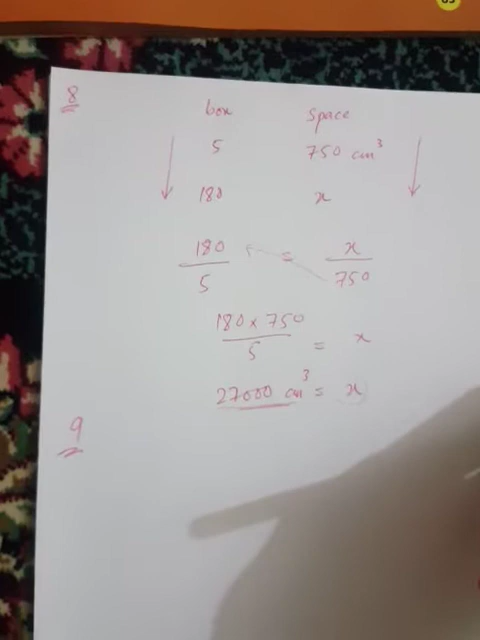 8
box space
5 750 cm³
180 x
180/5 = x/750
180 x 750/5 = x
27000 cm³ = x
9